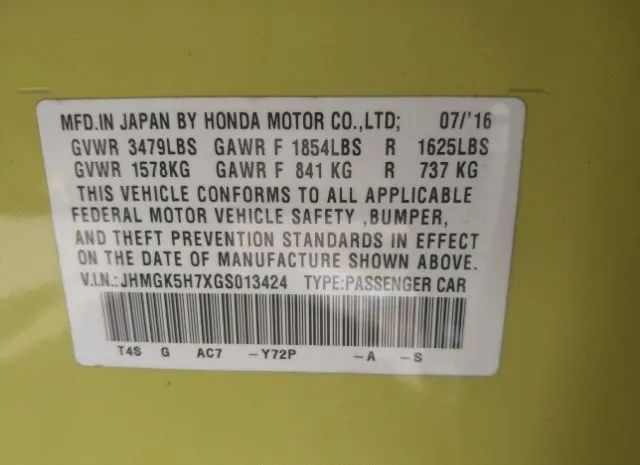 MFD.IN JAPAN BY HONDA MOTOR CO.,LTD; 07/'16
GVWR 3479LBS GAWR F 1854LBS R 1625LBS
GVWR 1578KG GAWR F 841 KG R 737 KG
THIS VEHICLE CONFORMS TO ALL APPLICABLE
FEDERAL MOTOR VEHICLE SAFETY ,BUMPER,
AND THEFT PREVENTION STANDARDS IN EFFECT
ON THE DATE OF MANUFACTURE SHOWN ABOVE.
V.I.N.:JHMGK5H7XGS013424 TYPE:PASSENGER CAR
T4S G AC7 -Y72P -A -S